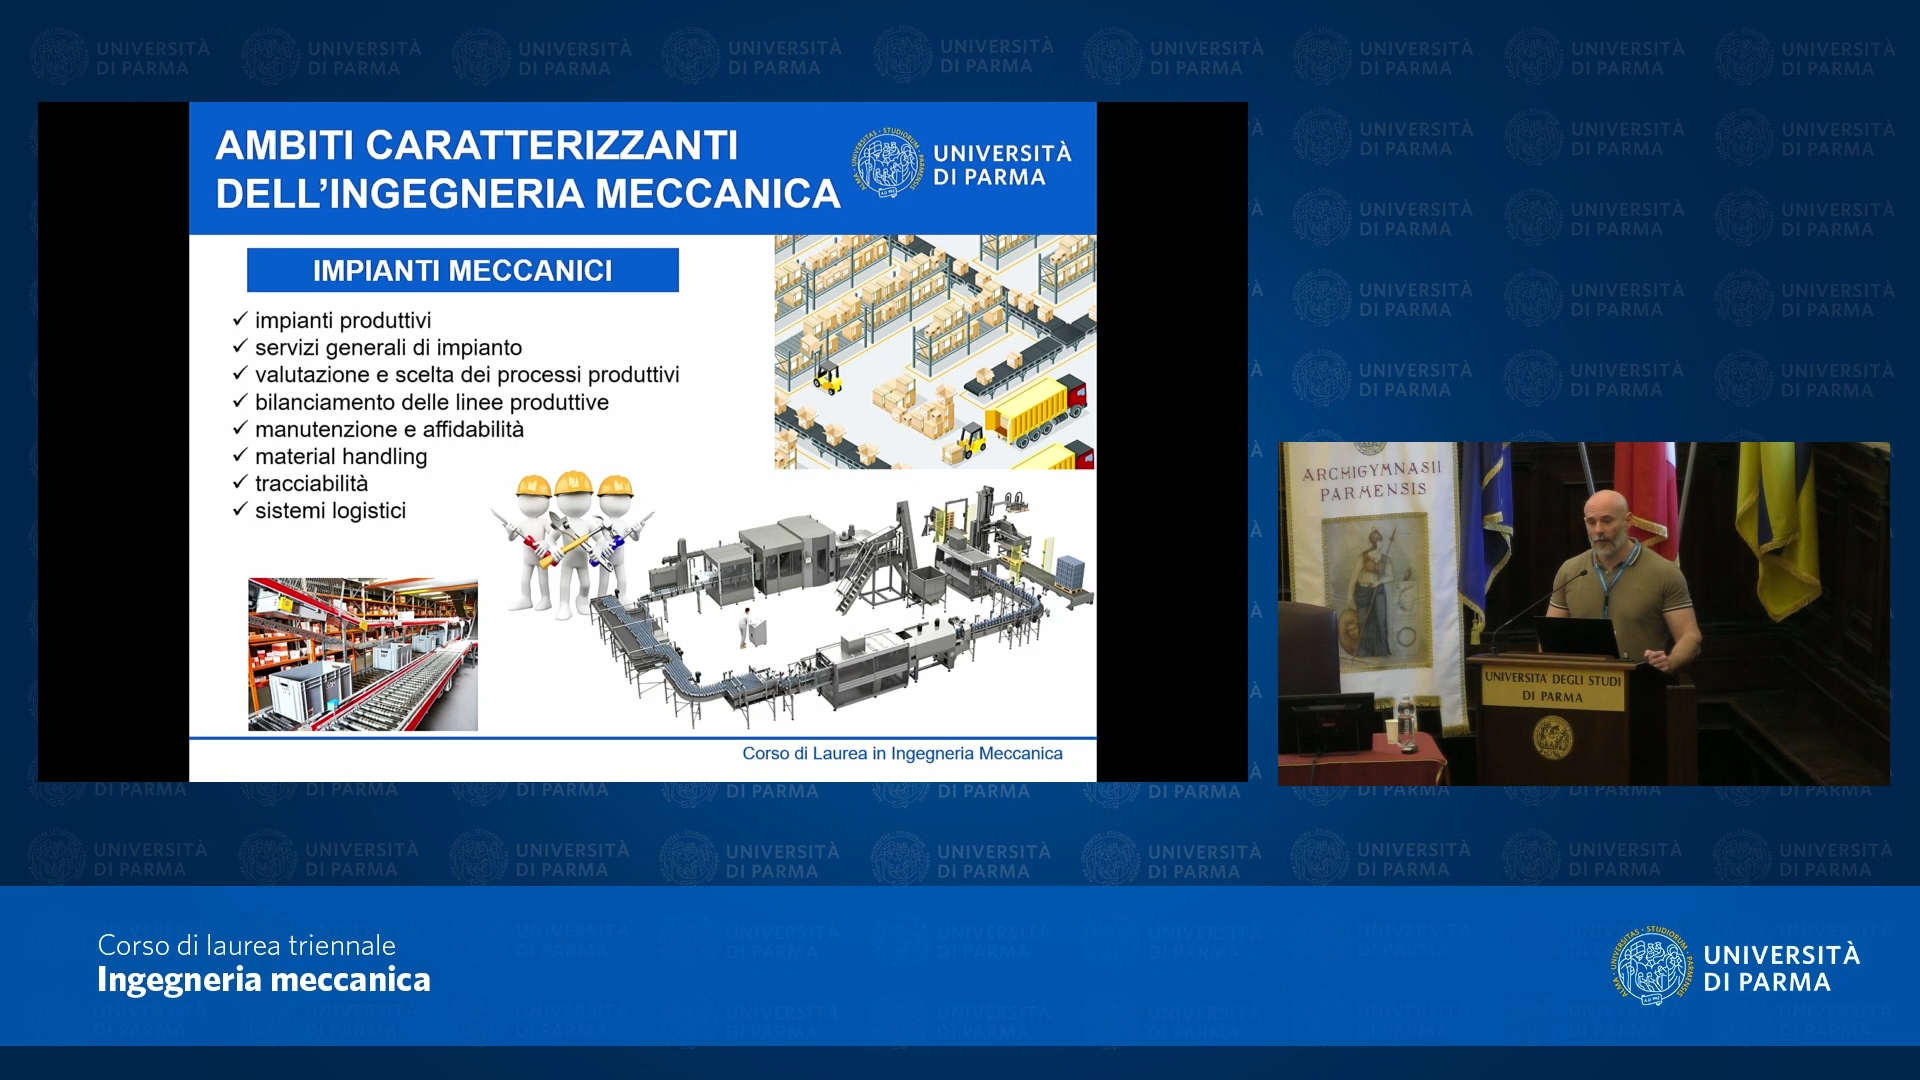 AMBITI CARATTERIZZANTI
DELL'INGEGNERIA MECCANICA
UNIVERSITÀ
DI PARMA
IMPIANTI MECCANICI
✓ impianti produttivi
✓ servizi generali di impianto
✓ valutazione e scelta dei processi produttivi
✓ bilanciamento delle linee produttive
✓ manutenzione e affidabilità
✓ material handling
✓ tracciabilità
✓ sistemi logistici
Corso di Laurea in Ingegneria Meccanica
ARCHIGYMNASII
PARMENSIS
UNIVERSITA DEGLI STUDI
DI PARMA
Corso di laurea triennale
Ingegneria meccanica
UNIVERSITÀ
DI PARMA